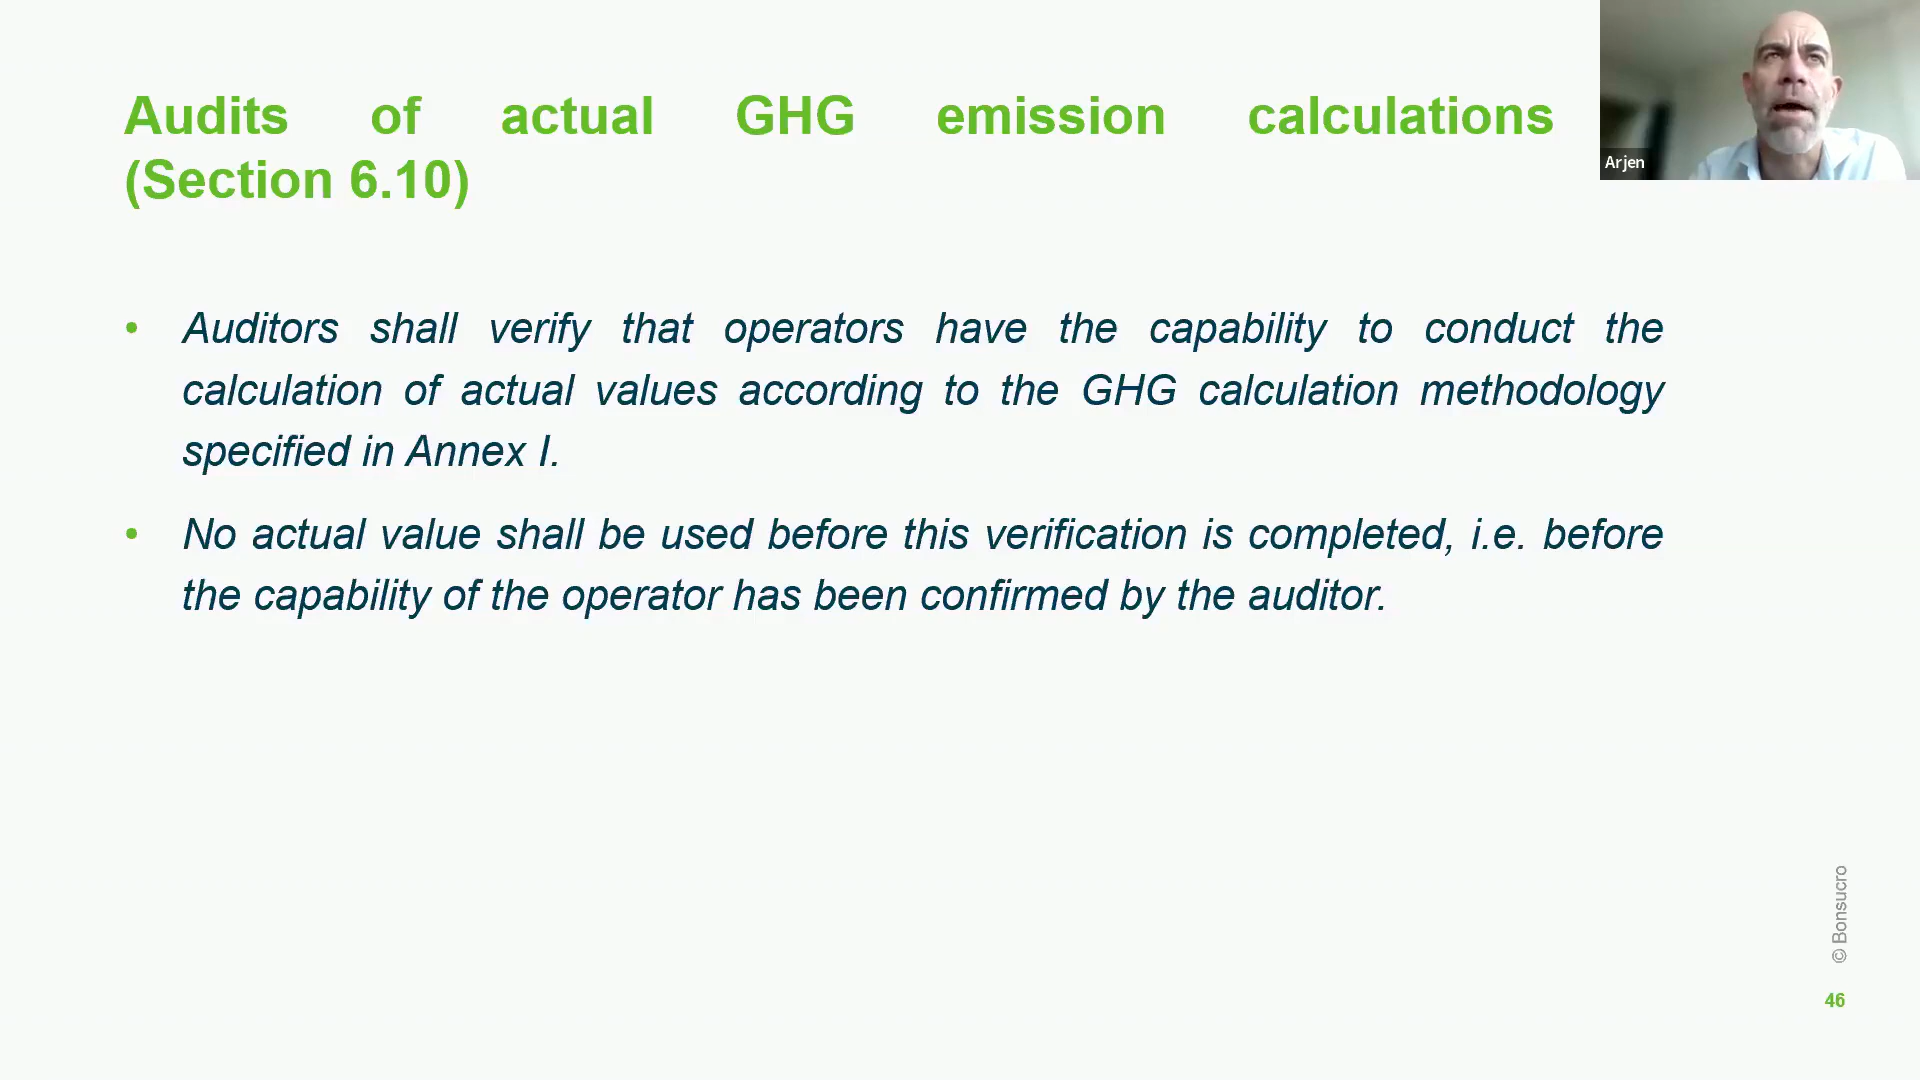 Audits of actual GHG emission calculations
(Section 6.10)
Arjen
• Auditors shall verify that operators have the capability to conduct the
calculation of actual values according to the GHG calculation methodology
specified in Annex I.
• No actual value shall be used before this verification is completed, i.e. before
the capability of the operator has been confirmed by the auditor.
© Bonsucro
46